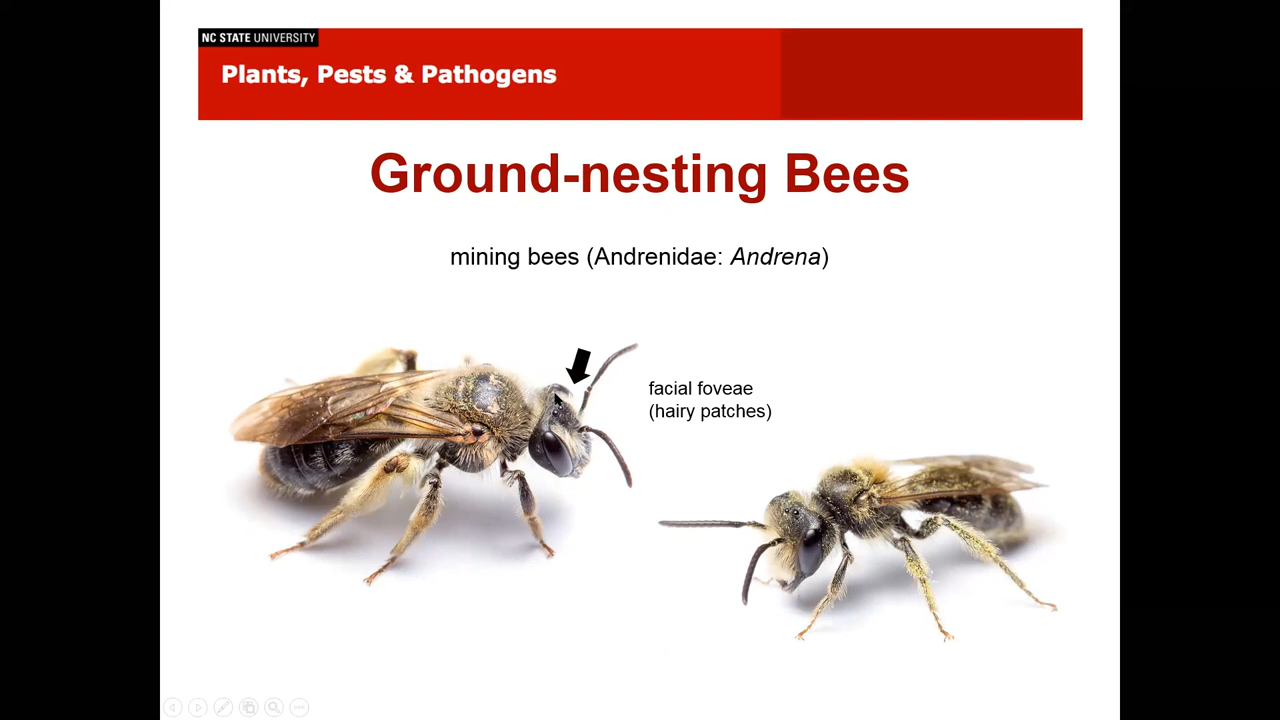 NC STATE UNIVERSITY
Plants, Pests & Pathogens
Ground-nesting Bees
mining bees (Andrenidae: Andrena)
facial foveae
(hairy patches)